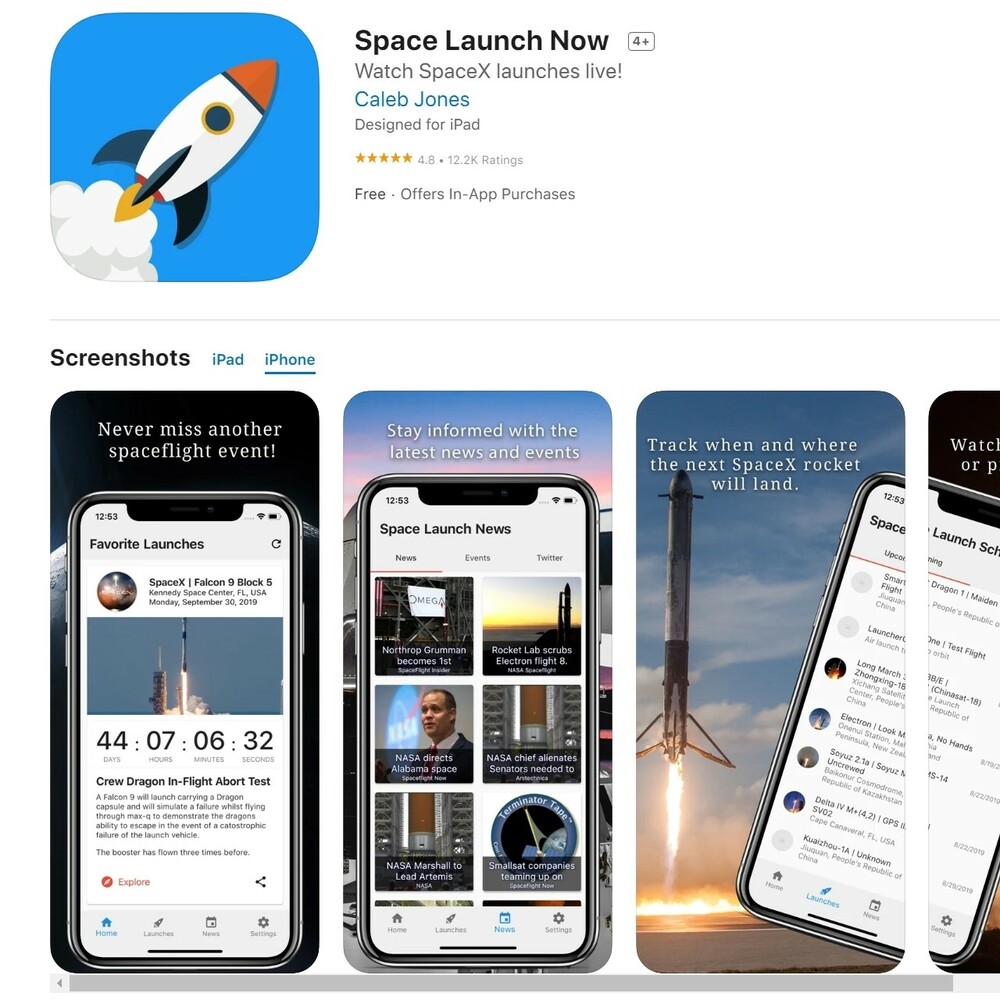 Space Launch Now 4+
Watch SpaceX launches live!
Caleb Jones
Designed for iPad
4.8 • 12.2K Ratings
Free · Offers In-App Purchases
Screenshots iPad iPhone
Never miss another
spaceflight event!
12:53
Favorite Launches
SpaceX | Falcon 9 Block 5
Kennedy Space Center, FL, USA
Monday, September 30, 2019
44 : 07 : 06 : 32
DAYS HOURS MINUTES SECONDS
Crew Dragon In-Flight Abort Test
A Falcon 9 will launch carrying a Dragon
capsule and will simulate a failure whilst flying
through max-q to demonstrate the dragons
ability to escape in the event of a catostrophic
failure of the launch vehicle.
The booster has flown three times before.
Explore
Home Launches News Settings
Stay informed with the
latest news and events
12:53
Space Launch News
News Events Twitter
OMEGA
Northrop Grumman
becomes 1st
SpaceFlight Insider
Rocket Lab scrubs
Electron flight 8.
NASA Spaceflight
NASA
NASA directs
Alabama space
Spaceflight Now
NASA chief alienates
Senators needed to
Arstechnica
NASA Marshall to
Lead Artemis
NASA
Terminator Tape
Smallsat companies
teaming up on
Spaceflight Now
Home Launches News Settings
Track when and where
the next SpaceX rocket
will land.
12:53
Space
Upcom
Smart
Flight
Jiuquan
China
Launcher
Air launch
Long March 3
Zhongxing-18
Xichang Satellite
Center, People's
China
Electron | Look M
Onenui Station, Mah
Peninsula, New Zea
Soyuz 2.1a | Soyuz M
Uncrewed
Baikonur Cosmodrome,
Republic of Kazakhstan
Delta IV M+(4,2) | GPS II
SV02
Cape Canaveral, FL, USA
Kuaizhou-1A | Unknown
Jiuquan, People's Republic of
China
Home Launches News
Watch
or p
Launch Sch
Dragon 1 | Maiden
People's Republic of
One | Test Flight
orbit
3B/E |
(Chinasat-18)
Republic of
No Hands
8/19/2
MS-14
8/22/2019
8/22/2019
8/29/2019
Settings